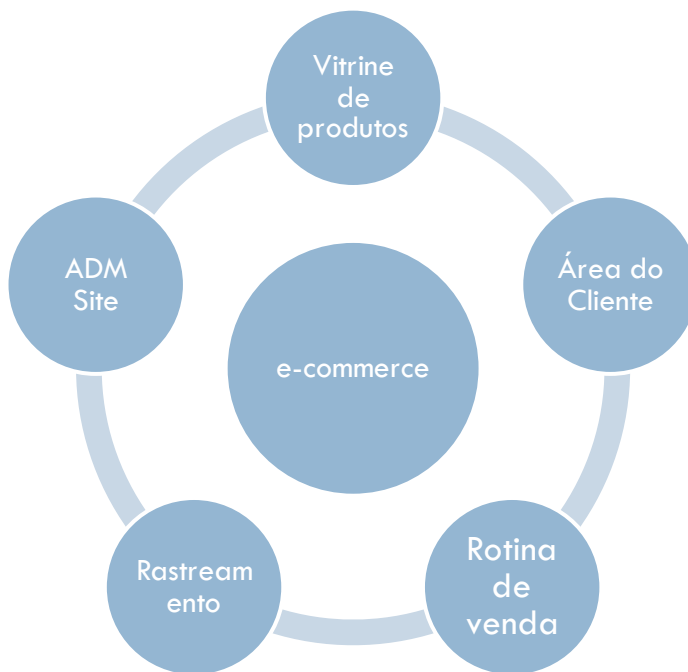 Vitrine
de
produtos
ADM
Site
Área do
Cliente
e-commerce
Rastream
ento
Rotina
de
venda